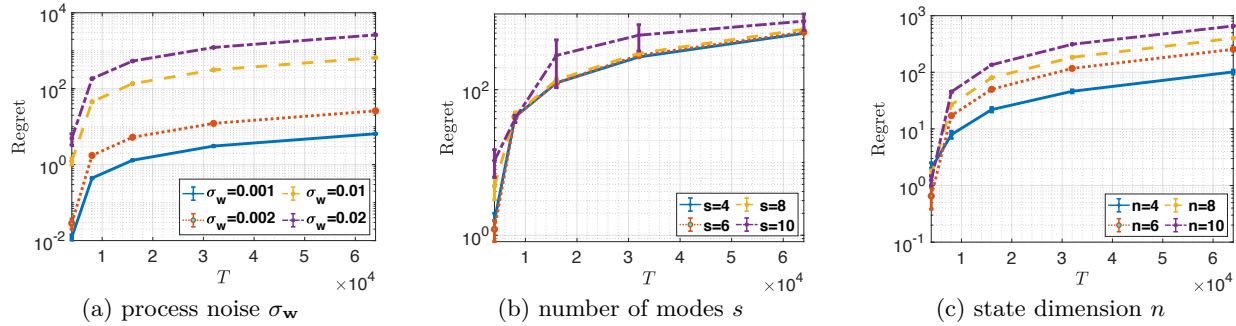 10^4
10^2
10^0
10^-2
Regret
1 2 3 4 5 6
T
×10^4
σw=0.001
σw=0.01
σw=0.002
σw=0.02
(a) process noise σw
10^2
10^1
10^0
Regret
1 2 3 4 5 6
T
×10^4
s=4
s=8
s=6
s=10
(b) number of modes s
10^3
10^2
10^1
10^0
10^-1
Regret
1 2 3 4 5 6
T
×10^4
n=4
n=8
n=6
n=10
(c) state dimension n